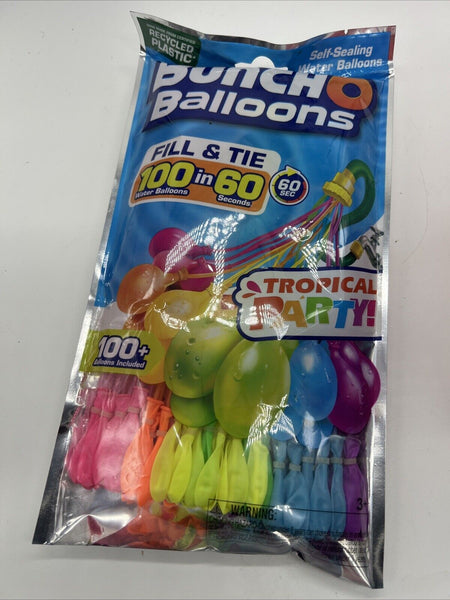 RECYCLED
PLASTIC
Self-Sealing
Water Balloons
BUNCH O
Balloons
FILL & TIE
100 in 60
Water Balloons
Seconds
60
SEC
TROPICAL
PARTY!
100+
Balloons Included
3+
WARNING: